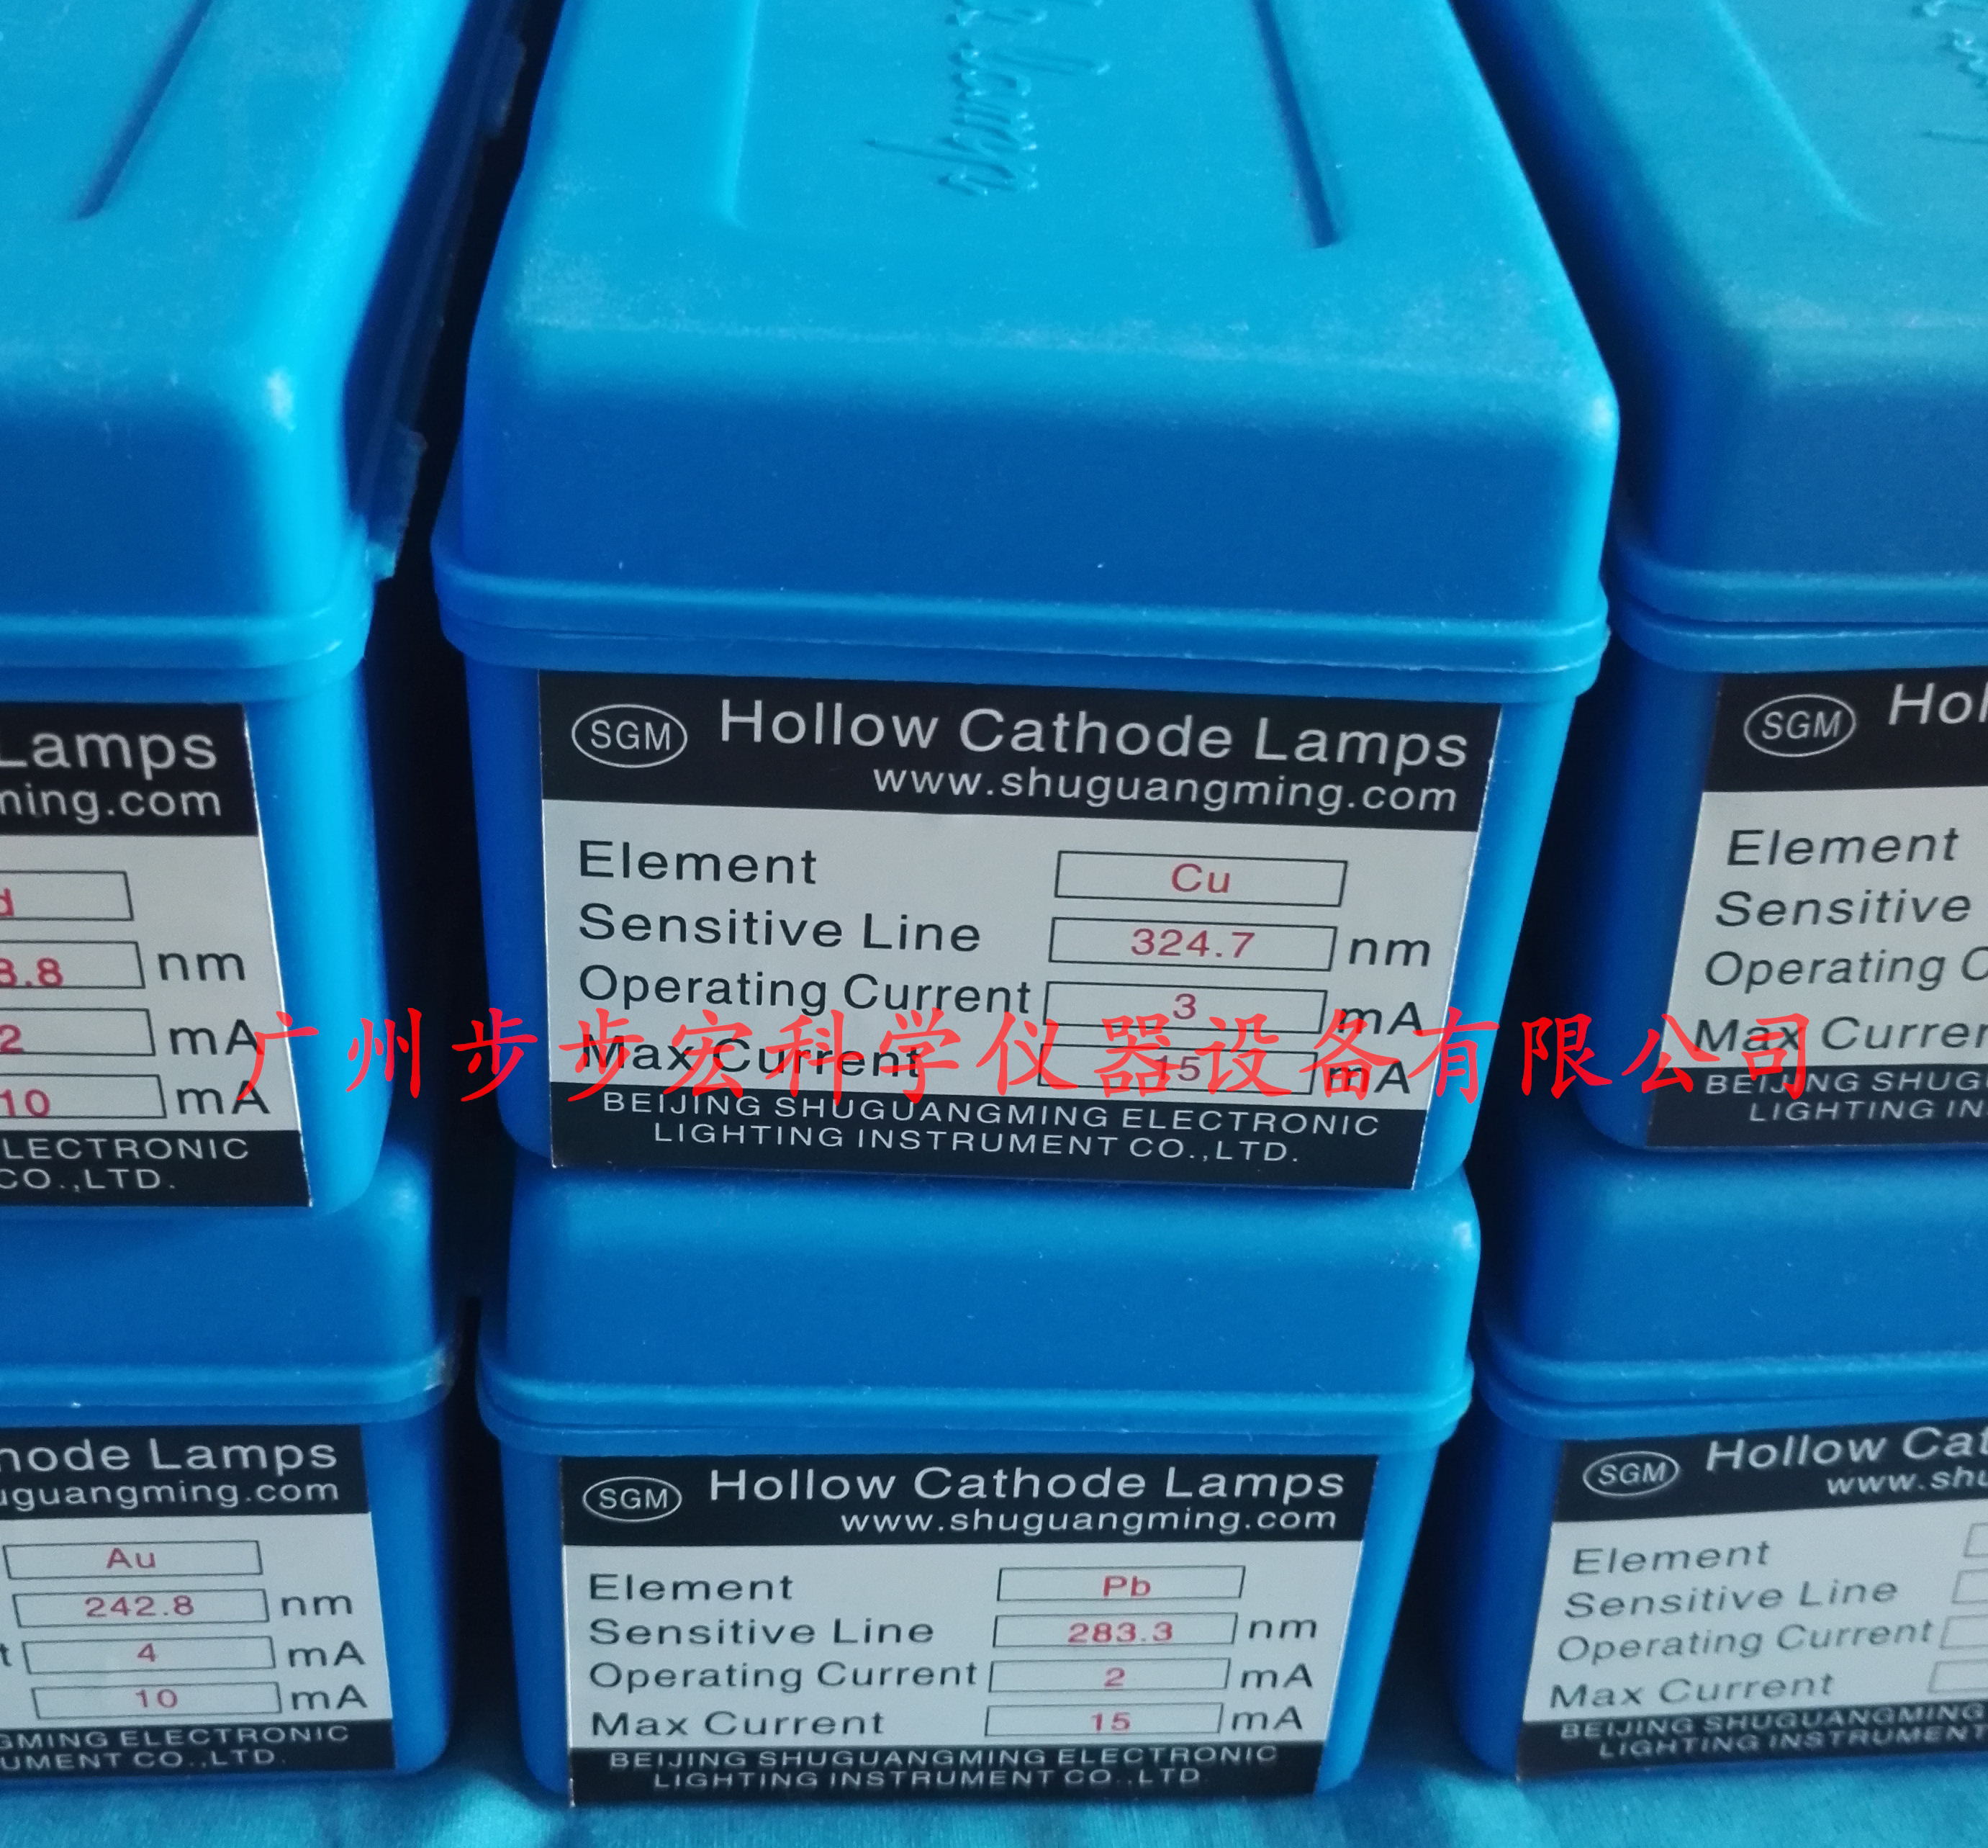 Lamp
Lamps
ming.com
d
3.8 nm
2 mA
10 mA
LECTRONIC
CO.,LTD.
SGM Hollow Cathode Lamps
www.shuguangming.com
Element Cu
Sensitive Line 324.7 nm
Operating Current 3 mA
Max Current 15 mA
BEIJING SHUGUANGMING ELECTRONIC
LIGHTING INSTRUMENT CO.,LTD.
SGM Hol
Element
Sensitive
Operating C
Max Curren
BEIJING SHUG
LIGHTING IN
广州步步宏科学仪器设备有限公司
hode Lamps
uguangming.com
Au
242.8 nm
t 4 mA
10 mA
GMING ELECTRONIC
UMENT CO.,LTD.
SGM Hollow Cathode Lamps
www.shuguangming.com
Element Pb
Sensitive Line 283.3 nm
Operating Current 2 mA
Max Current 15 mA
BEIJING SHUGUANGMING ELECTRONIC
LIGHTING INSTRUMENT CO.,LTD
SGM Hollow Cat
www.shu
Element
Sensitive Line
Operating Current
Max Current
BEIJING SHUGUANGMING
LIGHTING INSTRUMENT